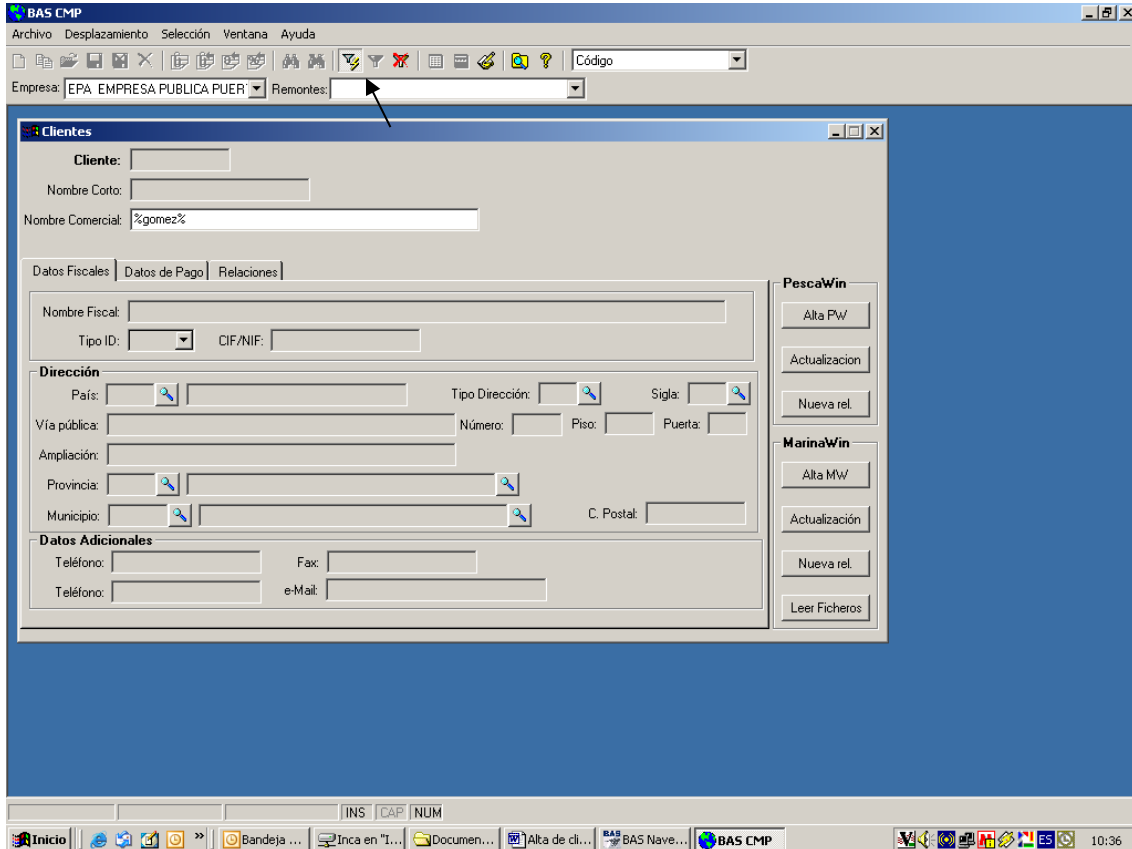 BAS CMP
Archivo Desplazamiento Selección Ventana Ayuda
Código
Empresa: EPA EMPRESA PUBLICA PUER Remontes:
Clientes
Cliente:
Nombre Corto:
Nombre Comercial: %gomez%
Datos Fiscales Datos de Pago Relaciones
Nombre Fiscal:
Tipo ID: CIF/NIF:
Dirección
País: Tipo Dirección: Sigla:
Vía pública: Número: Piso: Puerta:
Ampliación:
Provincia:
Municipio: C. Postal:
Datos Adicionales
Teléfono: Fax:
Teléfono: e-Mail:
PescaWin
Alta PW
Actualizacion
Nueva rel.
MarinaWin
Alta MW
Actualización
Nueva rel.
Leer Ficheros
INS CAP NUM
Inicio » Bandeja ... Inca en "I... Documen... Alta de cli... BAS Nave... BAS CMP ES 10:36